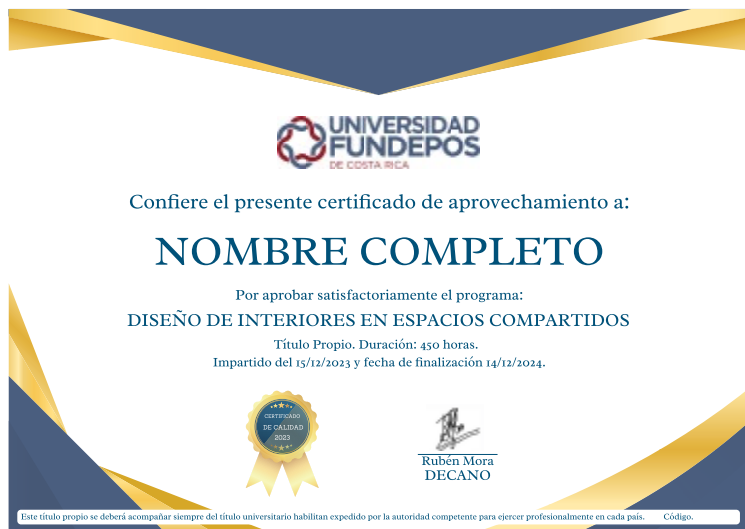 UNIVERSIDAD
FUNDEPOS
DE COSTA RICA
Confiere el presente certificado de aprovechamiento a:
NOMBRE COMPLETO
Por aprobar satisfactoriamente el programa:
DISEÑO DE INTERIORES EN ESPACIOS COMPARTIDOS
Título Propio. Duración: 450 horas.
Impartido del 15/12/2023 y fecha de finalización 14/12/2024.
CERTIFICADO
DE CALIDAD
2023
Rubén Mora
DECANO
Este título propio se deberá acompañar siempre del título universitario habilitan expedido por la autoridad competente para ejercer profesionalmente en cada país. Código.